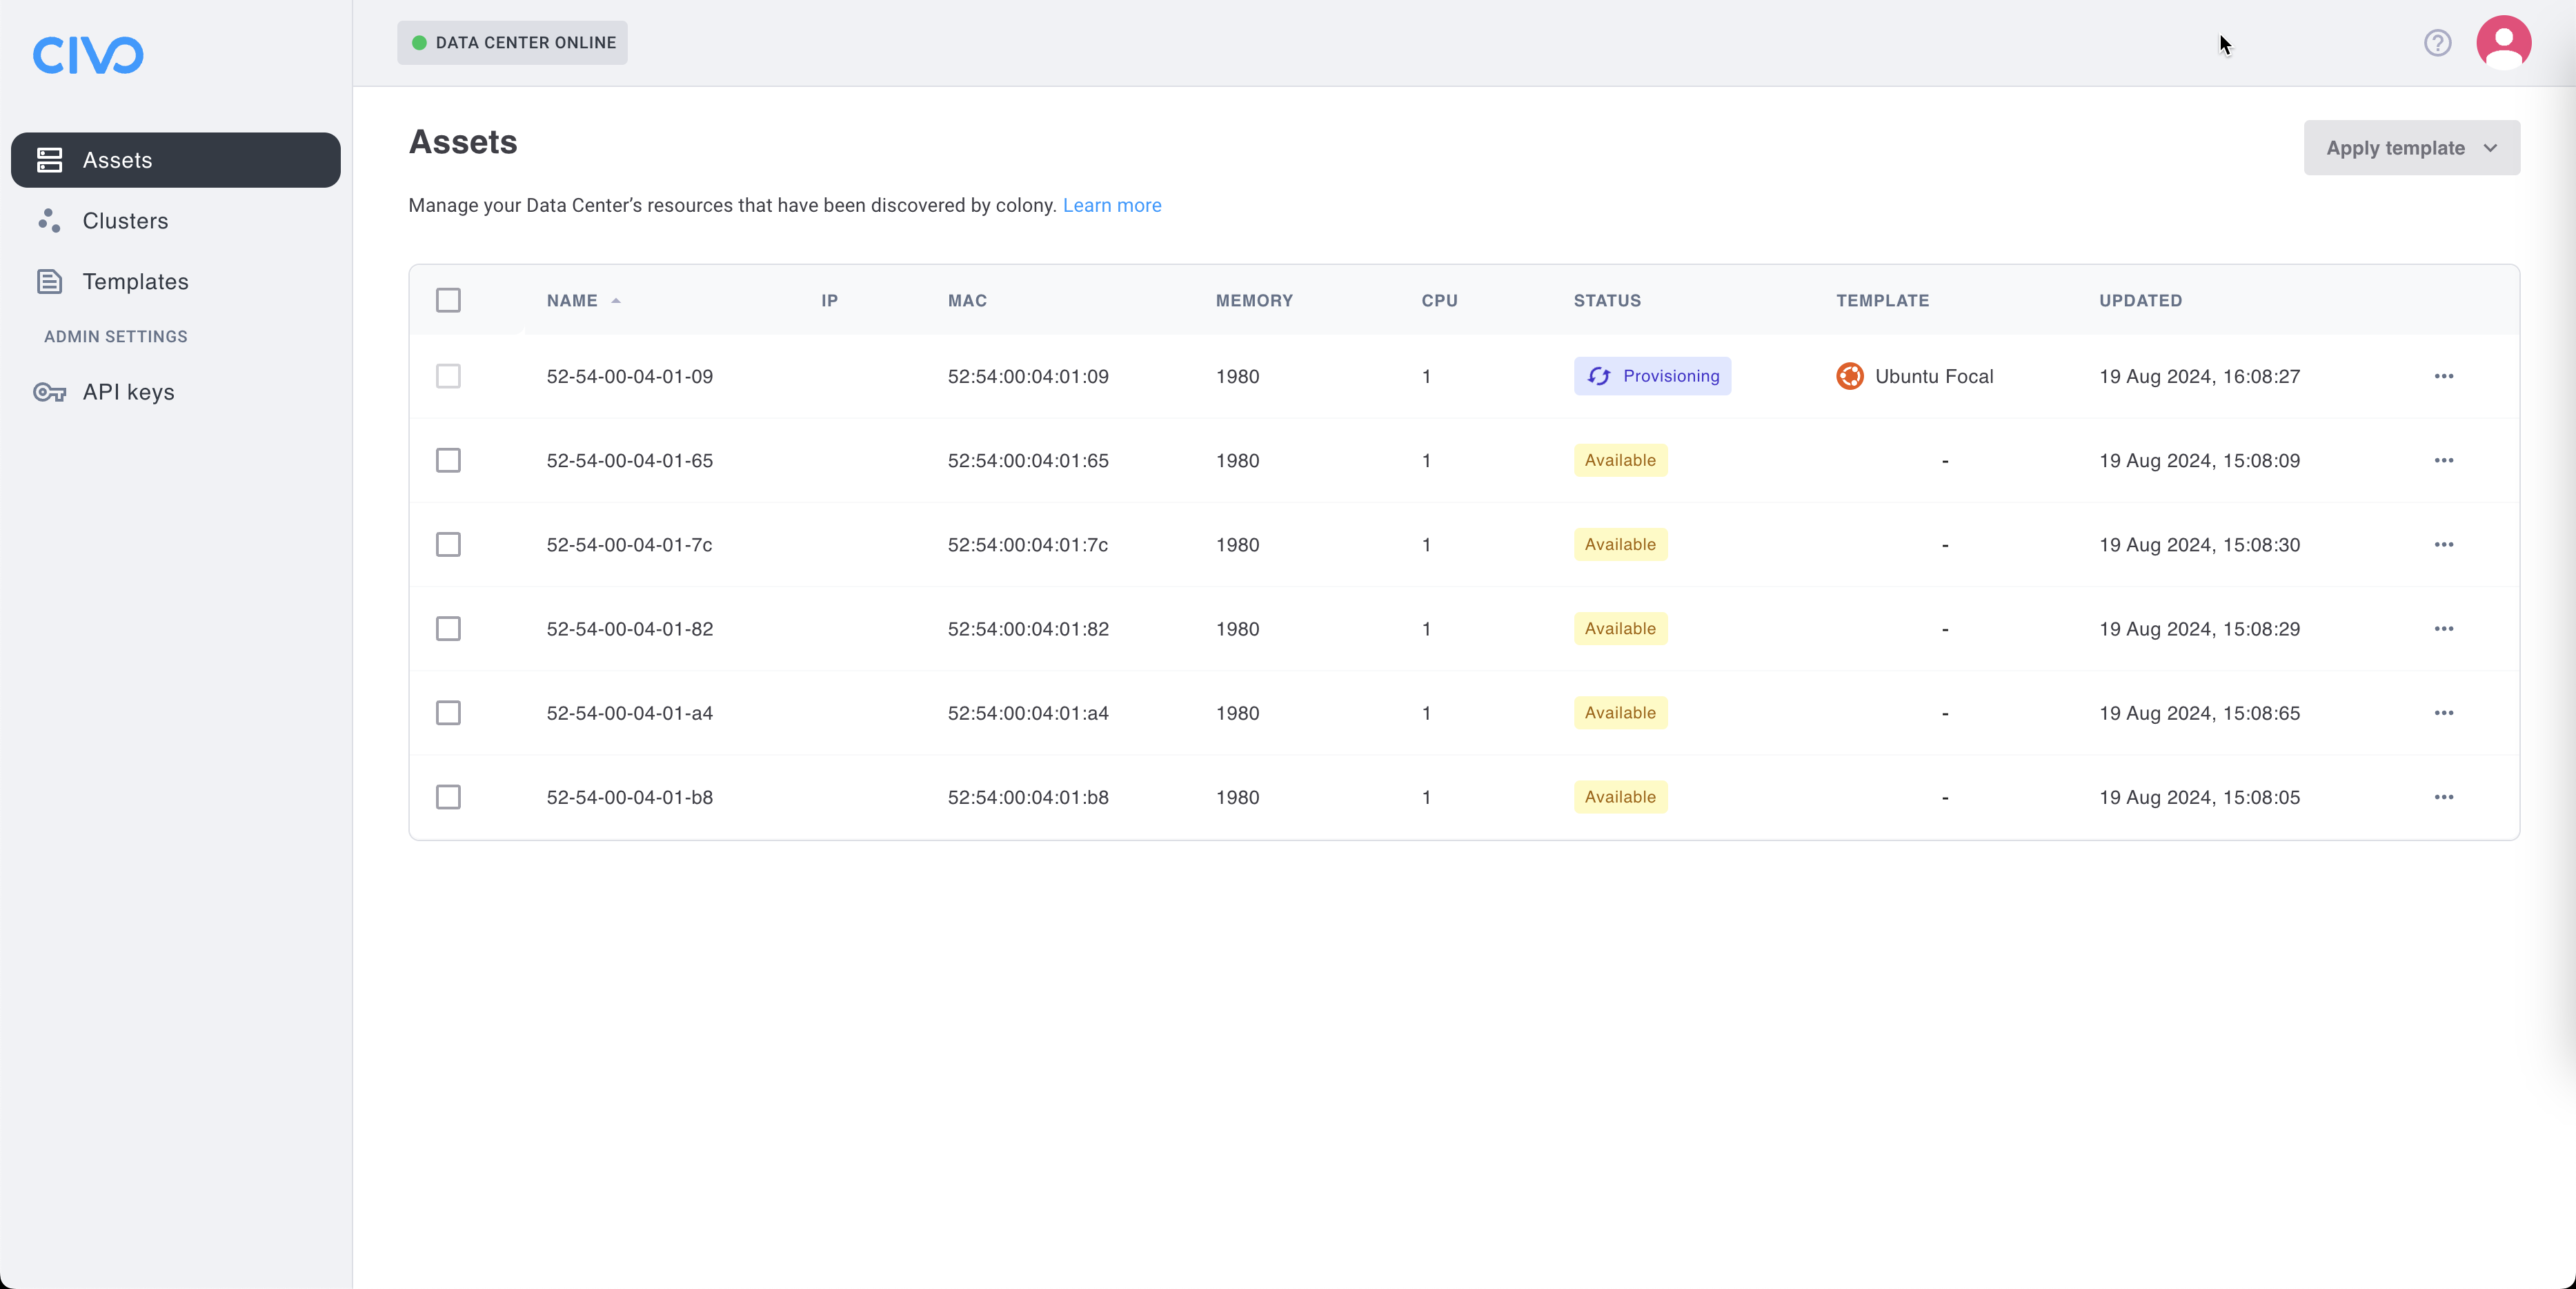 CIVO
DATA CENTER ONLINE
Assets
Clusters
Templates
ADMIN SETTINGS
API keys
Assets
Apply template
Manage your Data Center’s resources that have been discovered by colony. Learn more
NAME IP MAC MEMORY CPU STATUS TEMPLATE UPDATED
52-54-00-04-01-09 52:54:00:04:01:09 1980 1 Provisioning Ubuntu Focal 19 Aug 2024, 16:08:27
52-54-00-04-01-65 52:54:00:04:01:65 1980 1 Available - 19 Aug 2024, 15:08:09
52-54-00-04-01-7c 52:54:00:04:01:7c 1980 1 Available - 19 Aug 2024, 15:08:30
52-54-00-04-01-82 52:54:00:04:01:82 1980 1 Available - 19 Aug 2024, 15:08:29
52-54-00-04-01-a4 52:54:00:04:01:a4 1980 1 Available - 19 Aug 2024, 15:08:65
52-54-00-04-01-b8 52:54:00:04:01:b8 1980 1 Available - 19 Aug 2024, 15:08:05